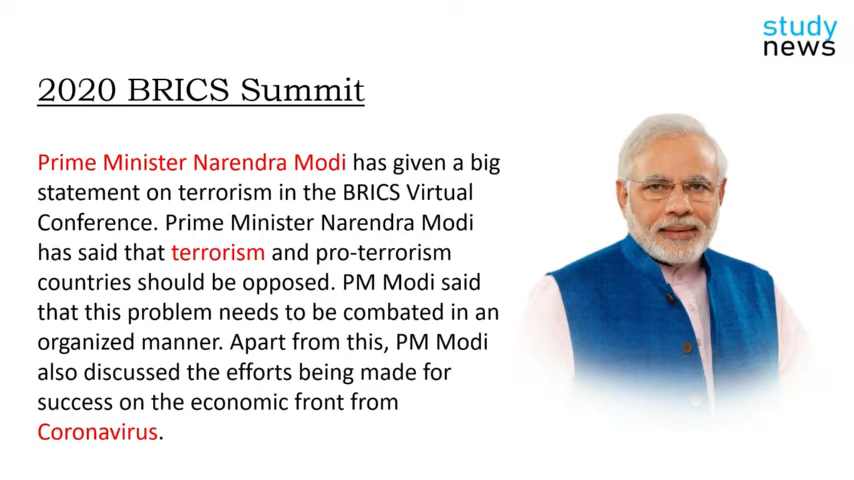 study
news
2020 BRICS Summit
Prime Minister Narendra Modi has given a big
statement on terrorism in the BRICS Virtual
Conference. Prime Minister Narendra Modi
has said that terrorism and pro-terrorism
countries should be opposed. PM Modi said
that this problem needs to be combated in an
organized manner. Apart from this, PM Modi
also discussed the efforts being made for
success on the economic front from
Coronavirus.